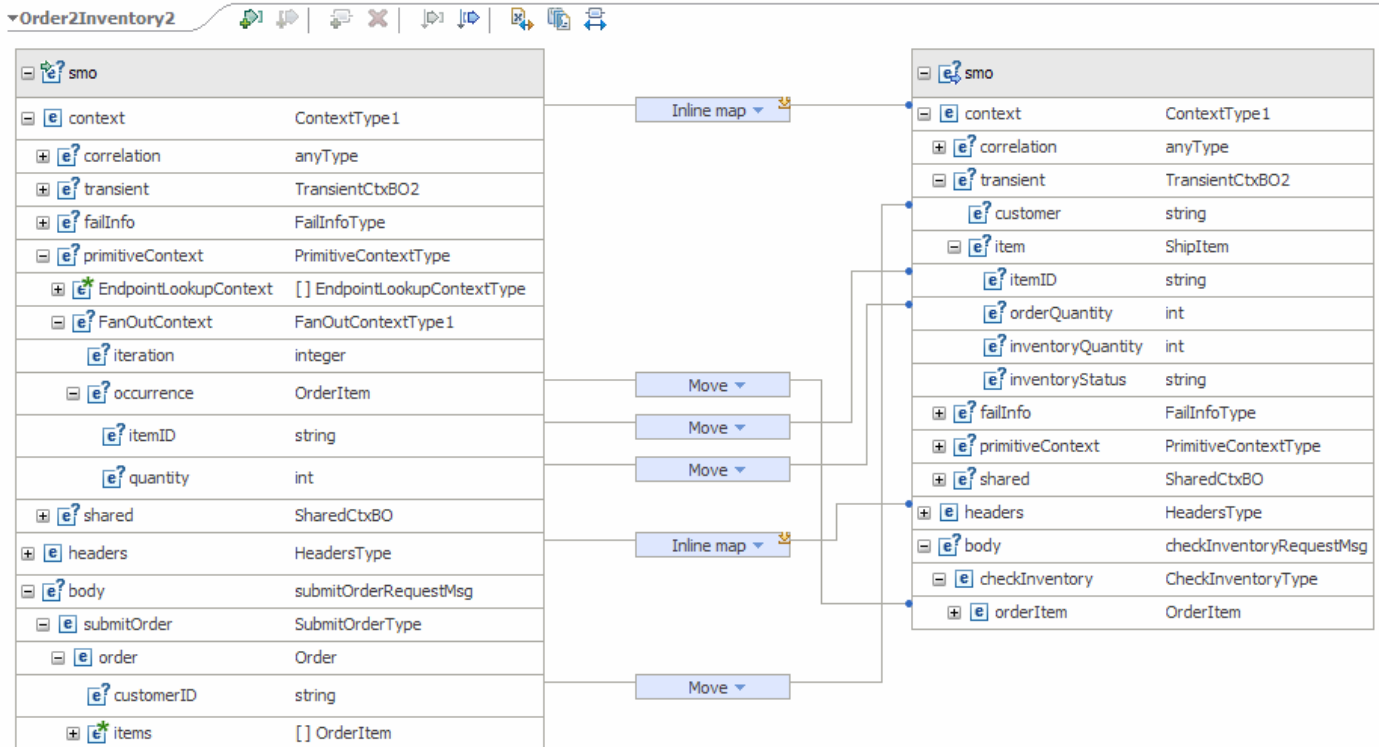 Order2Inventory2
smo
context ContextType1
correlation anyType
transient TransientCtxBO2
failInfo FailInfoType
primitiveContext PrimitiveContextType
EndpointLookupContext [ ] EndpointLookupContextType
FanOutContext FanOutContextType1
iteration integer
occurrence OrderItem
itemID string
quantity int
shared SharedCtxBO
headers HeadersType
body submitOrderRequestMsg
submitOrder SubmitOrderType
order Order
customerID string
items [ ] OrderItem
Inline map
Move
Move
Move
Inline map
Move
smo
context ContextType1
correlation anyType
transient TransientCtxBO2
customer string
item ShipItem
itemID string
orderQuantity int
inventoryQuantity int
inventoryStatus string
failInfo FailInfoType
primitiveContext PrimitiveContextType
shared SharedCtxBO
headers HeadersType
body checkInventoryRequestMsg
checkInventory CheckInventoryType
orderItem OrderItem